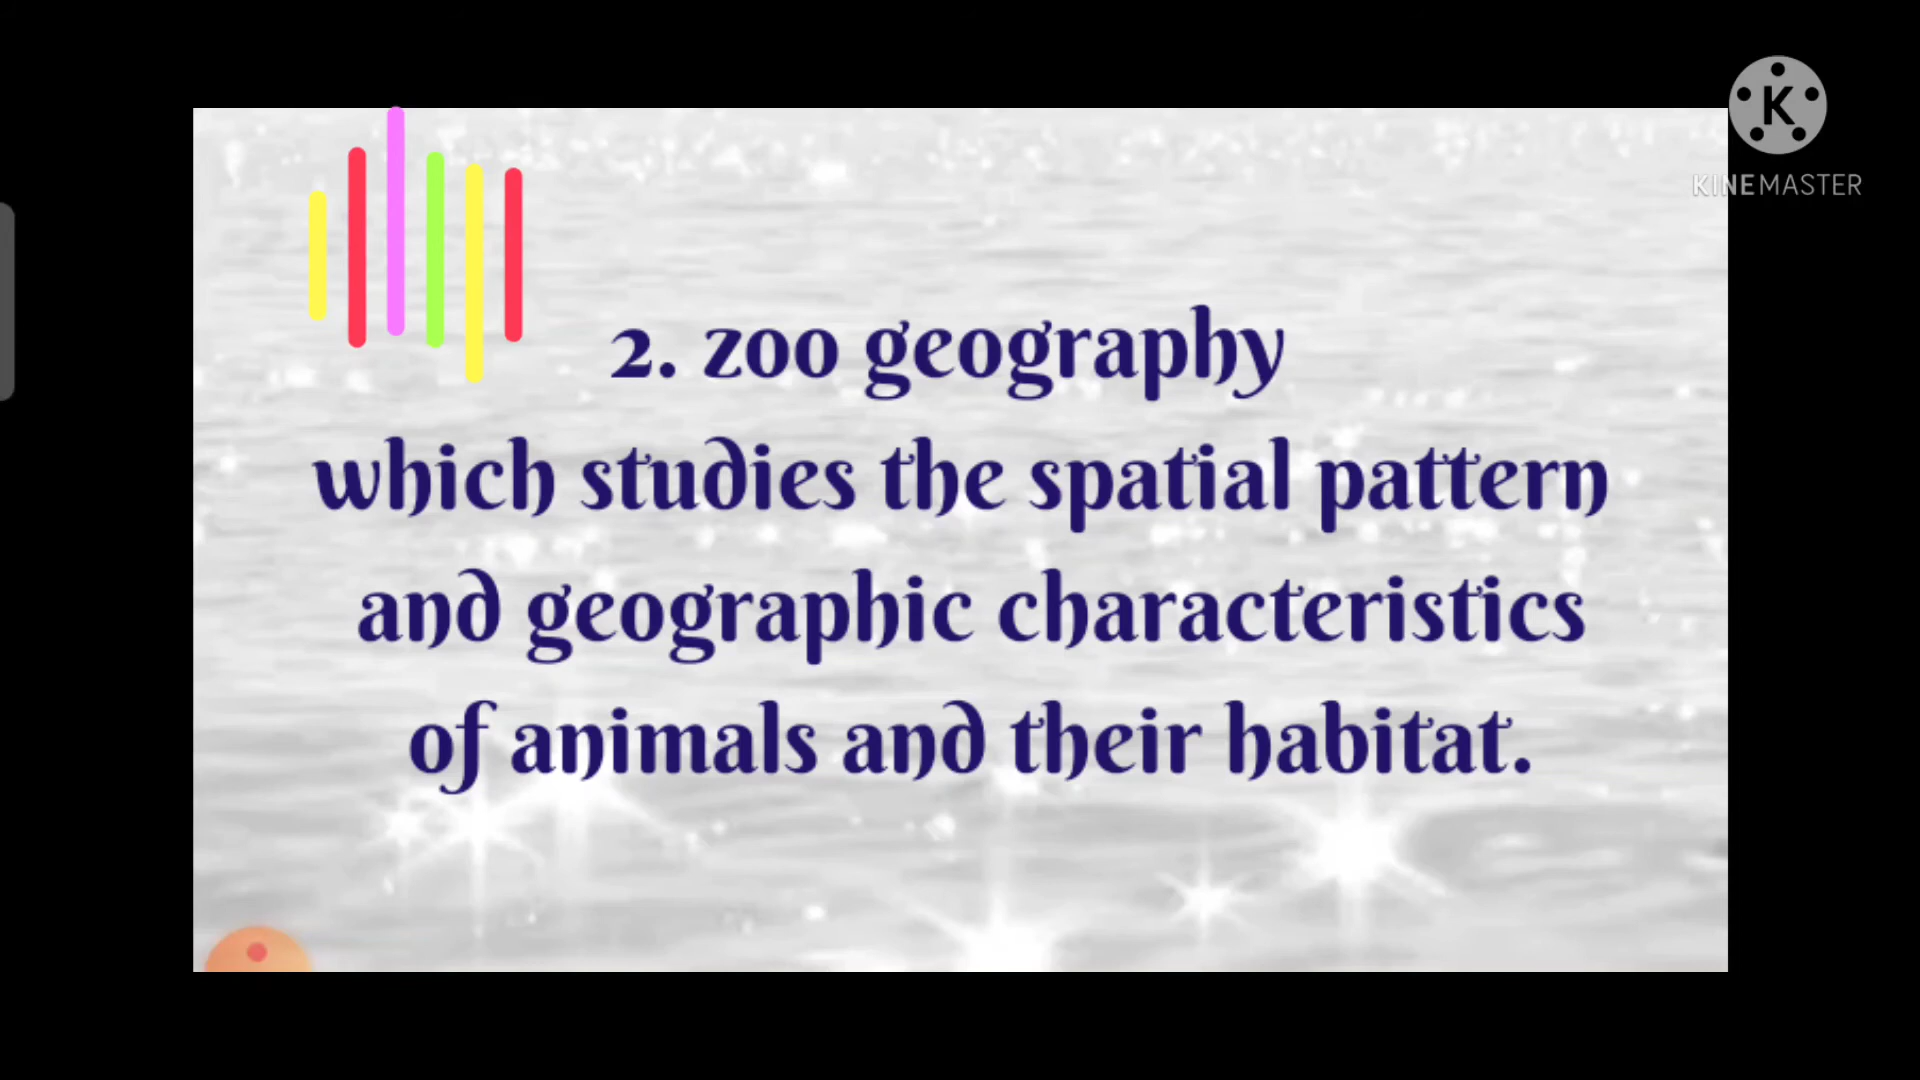 K
KINEMASTER
2. zoo geography
which studies the spatial pattern
and geographic characteristics
of animals and their habitat.